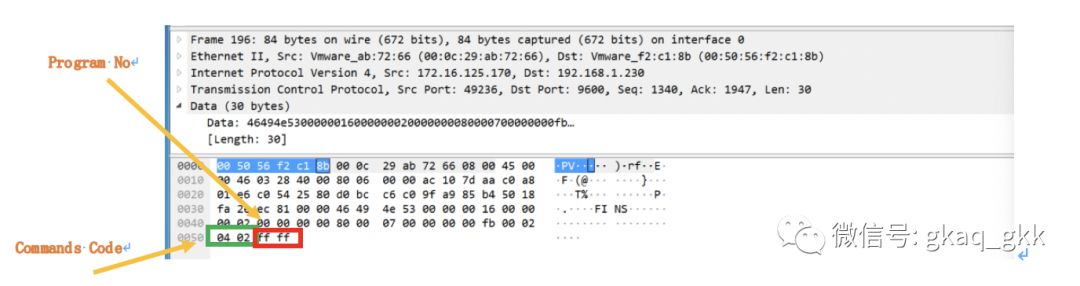 Frame 196: 84 bytes on wire (672 bits), 84 bytes captured (672 bits) on interface 0
Ethernet II, Src: Vmware_ab:72:66 (00:0c:29:ab:72:66), Dst: Vmware_f2:c1:8b (00:50:56:f2:c1:8b)
Program No
Internet Protocol Version 4, Src: 172.16.125.170, Dst: 192.168.1.230
Transmission Control Protocol, Src Port: 49236, Dst Port: 9600, Seq: 1340, Ack: 1947, Len: 30
Data (30 bytes)
Data: 46494e5300000016000000020000000080000700000000fb…
[Length: 30]
0000 00 50 56 f2 c1 8b 00 0c 29 ab 72 66 08 00 45 00 ·PV····· )·rf··E·
0010 00 46 03 28 40 00 80 06 00 00 ac 10 7d aa c0 a8 ·F·(@··· ····}···
0020 01 e6 c0 54 25 80 d0 bc c6 c0 9f a9 85 b4 50 18 ···T%··· ······P·
0030 ec 81 00 00 46 49 4e 53 00 00 00 16 00 00 ······FI NS······
0040 00 02 00 00 00 00 80 00 07 00 00 00 00 fb 00 02 ········ ········
0050 04 02 ff ff ····
Commands Code
微信号: gkaq_gkk